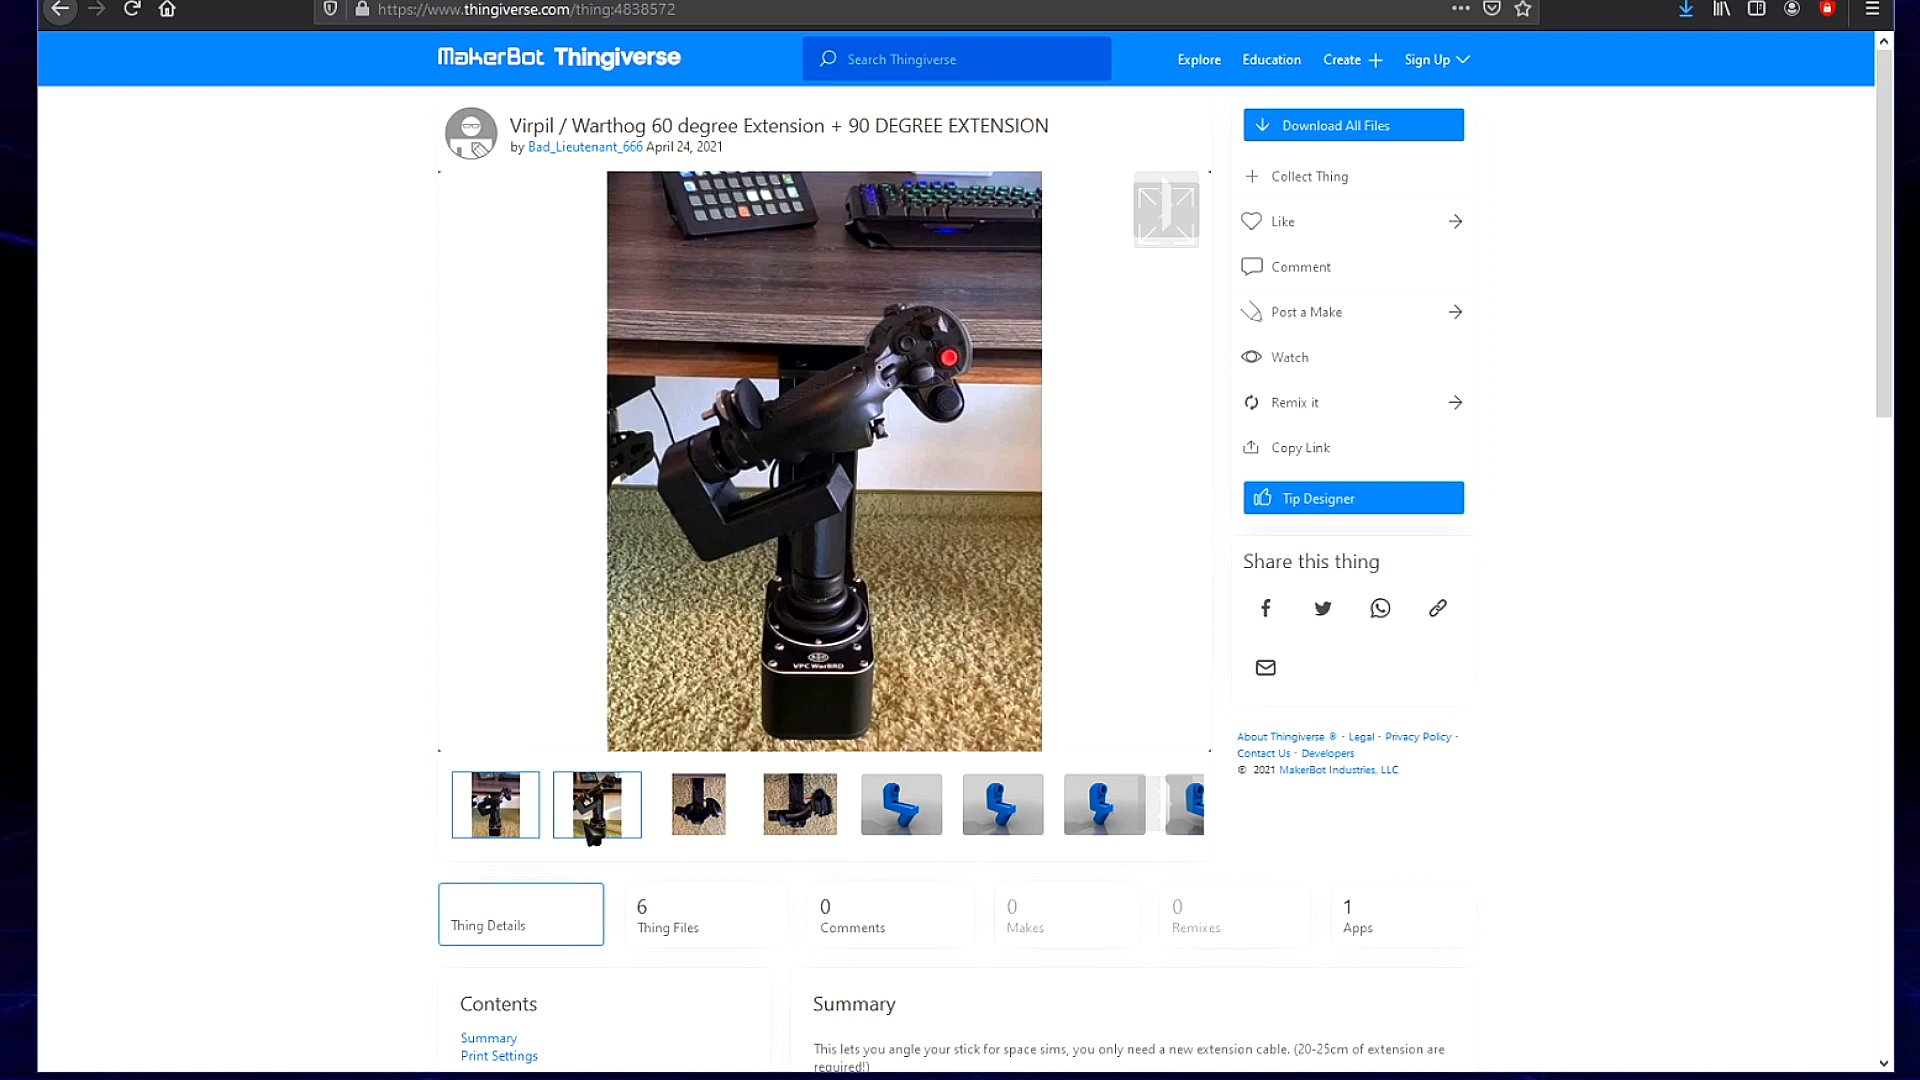 https://www.thingiverse.com/thing:4838572
MakerBot Thingiverse
Search Thingiverse
Explore
Education
Create
Sign Up
Virpil / Warthog 60 degree Extension + 90 DEGREE EXTENSION
by Bad_Lieutenant_666 April 24, 2021
Download All Files
Collect Thing
Like
Comment
Post a Make
Watch
Remix it
Copy Link
Tip Designer
Share this thing
VPC WarBRD
About Thingiverse ® · Legal · Privacy Policy ·
Contact Us · Developers
© 2021 MakerBot Industries, LLC
Thing Details
6
Thing Files
0
Comments
0
Makes
0
Remixes
1
Apps
Contents
Summary
Print Settings
Summary
This lets you angle your stick for space sims, you only need a new extension cable. (20-25cm of extension are
required!)